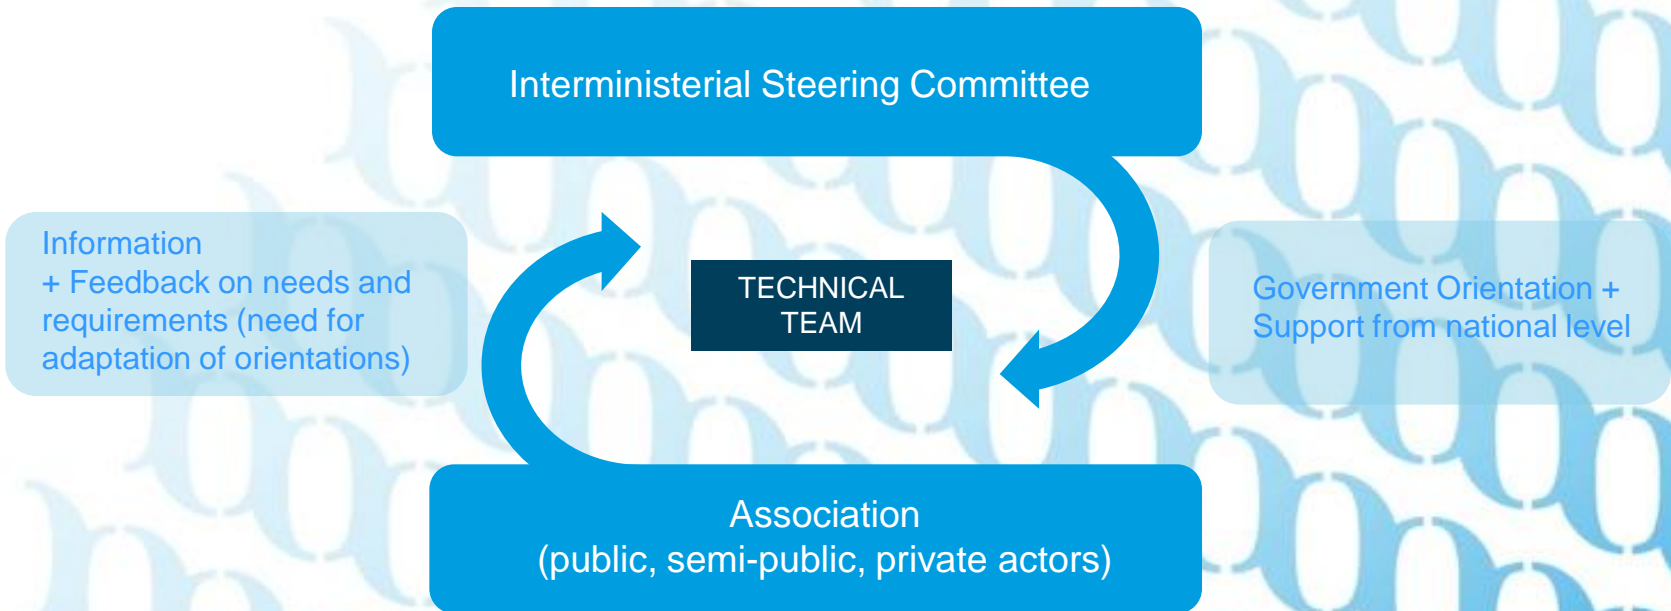 Interministerial Steering Committee
Information
+ Feedback on needs and
requirements (need for
adaptation of orientations)
TECHNICAL
TEAM
Government Orientation +
Support from national level
Association
(public, semi-public, private actors)